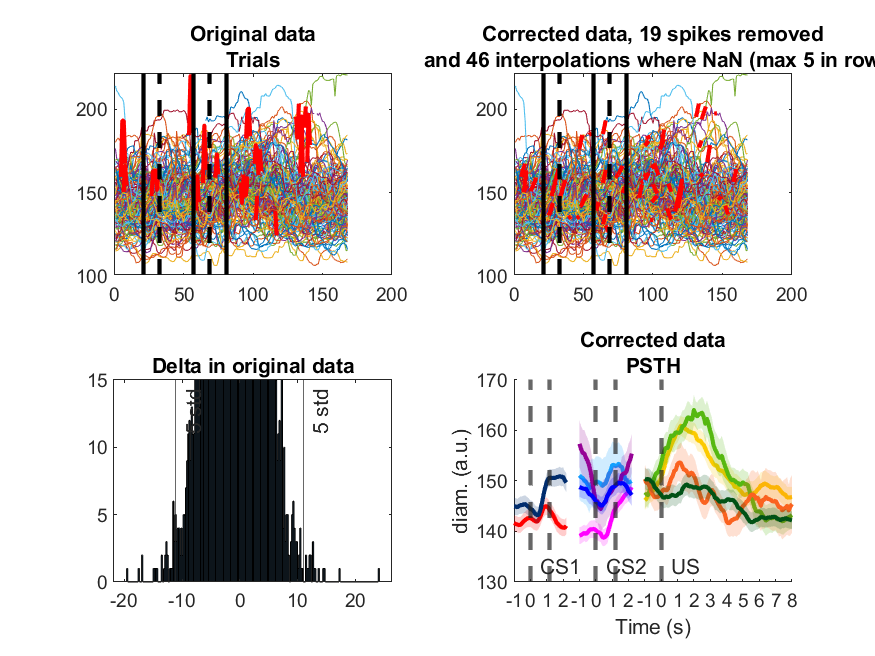 Original data
Trials
200
150
100
0 50 100 150 200
Corrected data, 19 spikes removed
and 46 interpolations where NaN (max 5 in row
200
150
100
0 50 100 150 200
Delta in original data
15
10
5
0
5 std
5 std
-20 -10 0 10 20
Corrected data
PSTH
170
160
150
140
130
diam. (a.u.)
CS1 CS2 US
-1 0 1 2 -1 0 1 2 -1 0 1 2 3 4 5 6 7 8
Time (s)